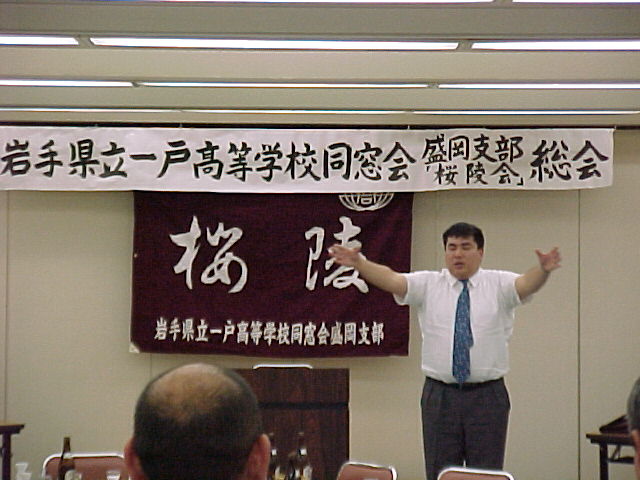 岩手県立一戸高等学校同窓会 盛岡支部「桜陵会」総会
桜陵
岩手県立一戸高等学校同窓会盛岡支部